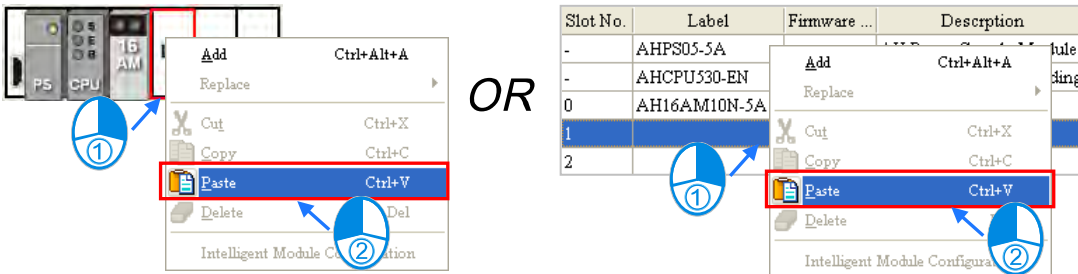 PS
CPU
16
AM
Add Ctrl+Alt+A
Replace
Cut Ctrl+X
Copy Ctrl+C
Paste Ctrl+V
Delete Del
Intelligent Module
①
②
OR
Slot No. Label Firmware ... Descrption
- AHPS05-5A
- AHCPU530-EN
0 AH16AM10N-5A
1
2
Add Ctrl+Alt+A
Replace
Cut Ctrl+X
Copy Ctrl+C
Paste Ctrl+V
Delete
Intelligent Module
①
②